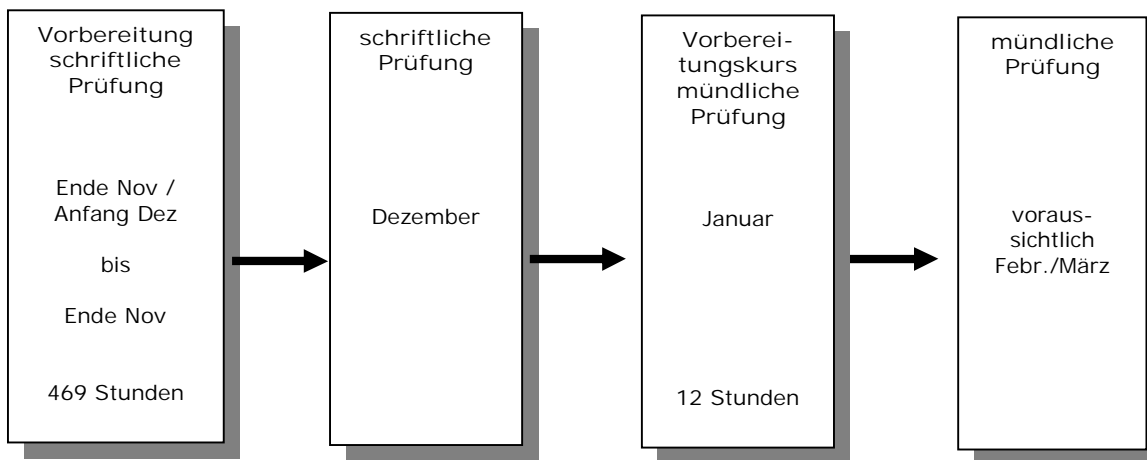 Vorbereitung
schriftliche
Prüfung
Ende Nov /
Anfang Dez
bis
Ende Nov
469 Stunden
schriftliche
Prüfung
Dezember
Vorberei-
tungskurs
mündliche
Prüfung
Januar
12 Stunden
mündliche
Prüfung
voraus-
sichtlich
Febr./März